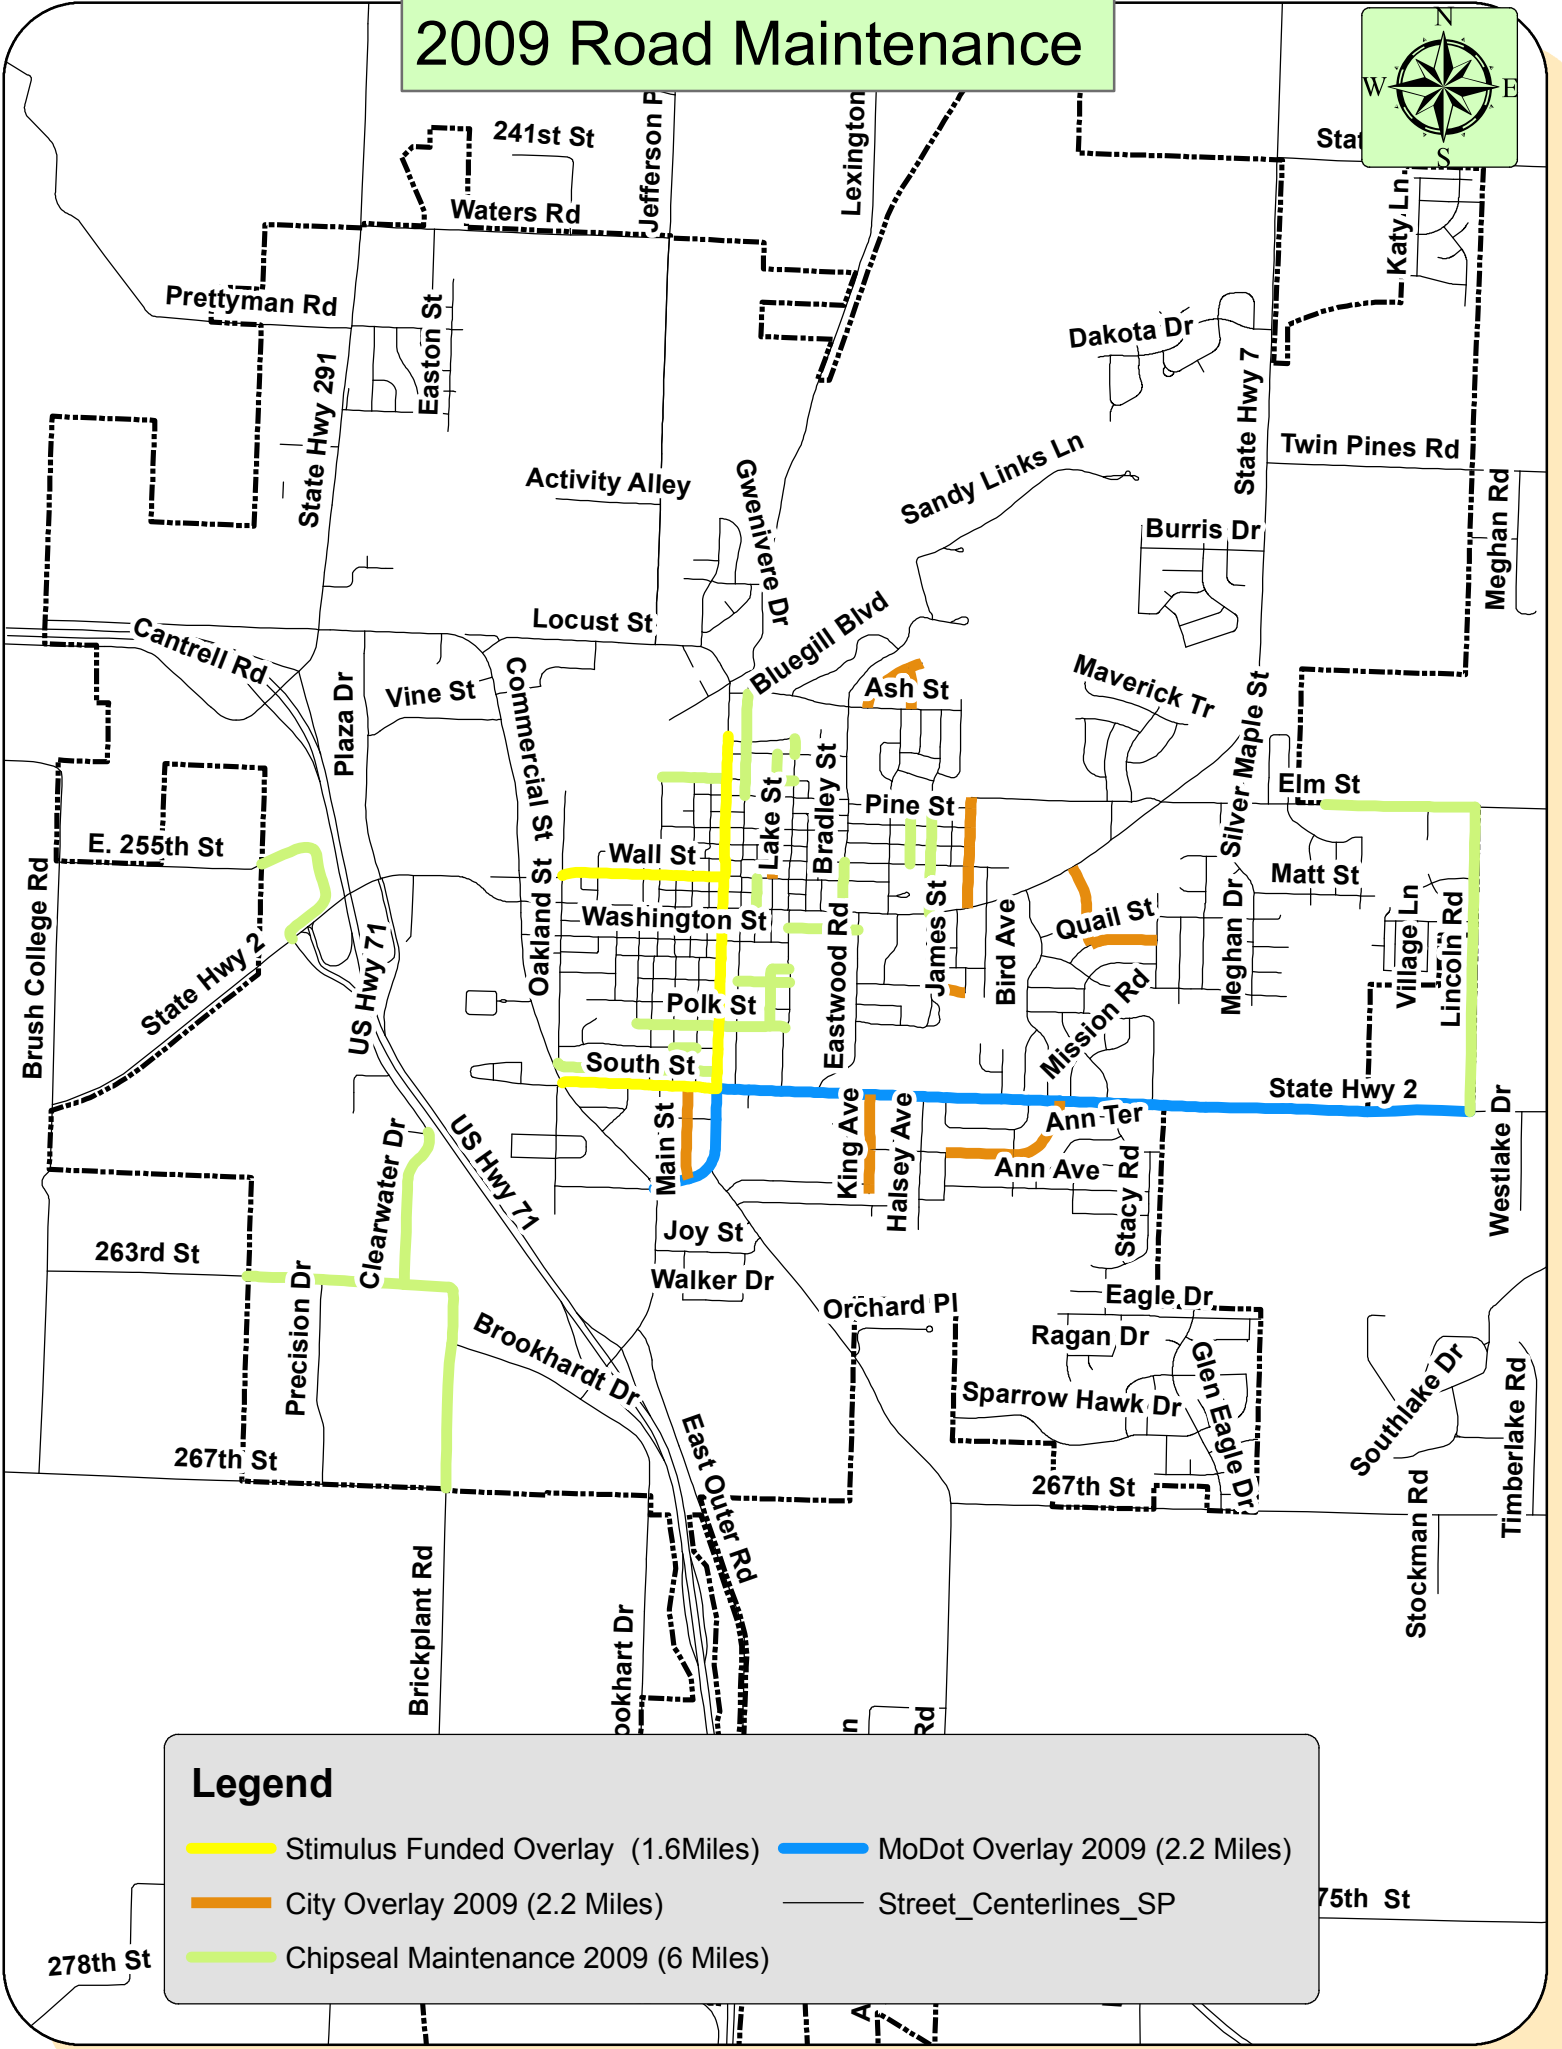 2009 Road Maintenance
N
W
E
S
241st St
Jefferson
Lexington
Waters Rd
Katy Ln
Prettyman Rd
Easton St
Dakota Dr
State Hwy 291
State Hwy 7
Twin Pines Rd
Activity Alley
Gwenivere Dr
Sandy Links Ln
Meghan Rd
Burris Dr
Locust St
Cantrell Rd
Bluegill Blvd
Vine St
Plaza Dr
Commercial St
Ash St
Maverick Tr
Silver Maple St
Elm St
Lake St
Bradley St
Pine St
E. 255th St
Wall St
Matt St
Brush College Rd
Oakland St
Washington St
Eastwood Rd
James St
Bird Ave
Quail St
Meghan Dr
Village Ln
Lincoln Rd
State Hwy 2
US Hwy 71
Polk St
Mission Rd
South St
State Hwy 2
Clearwater Dr
US Hwy 71
Main St
King Ave
Halsey Ave
Ann Ter
Ann Ave
Stacy Rd
Westlake Dr
263rd St
Joy St
Precision Dr
Walker Dr
Orchard Pl
Eagle Dr
Ragan Dr
Brookhardt Dr
Sparrow Hawk Dr
Glen Eagle Dr
Southlake Dr
Timberlake Rd
267th St
East Outer Rd
267th St
Stockman Rd
Brickplant Rd
ookhart Dr
n
Rd
Legend
Stimulus Funded Overlay (1.6Miles)
MoDot Overlay 2009 (2.2 Miles)
City Overlay 2009 (2.2 Miles)
Street_Centerlines_SP
75th St
Chipseal Maintenance 2009 (6 Miles)
278th St
A